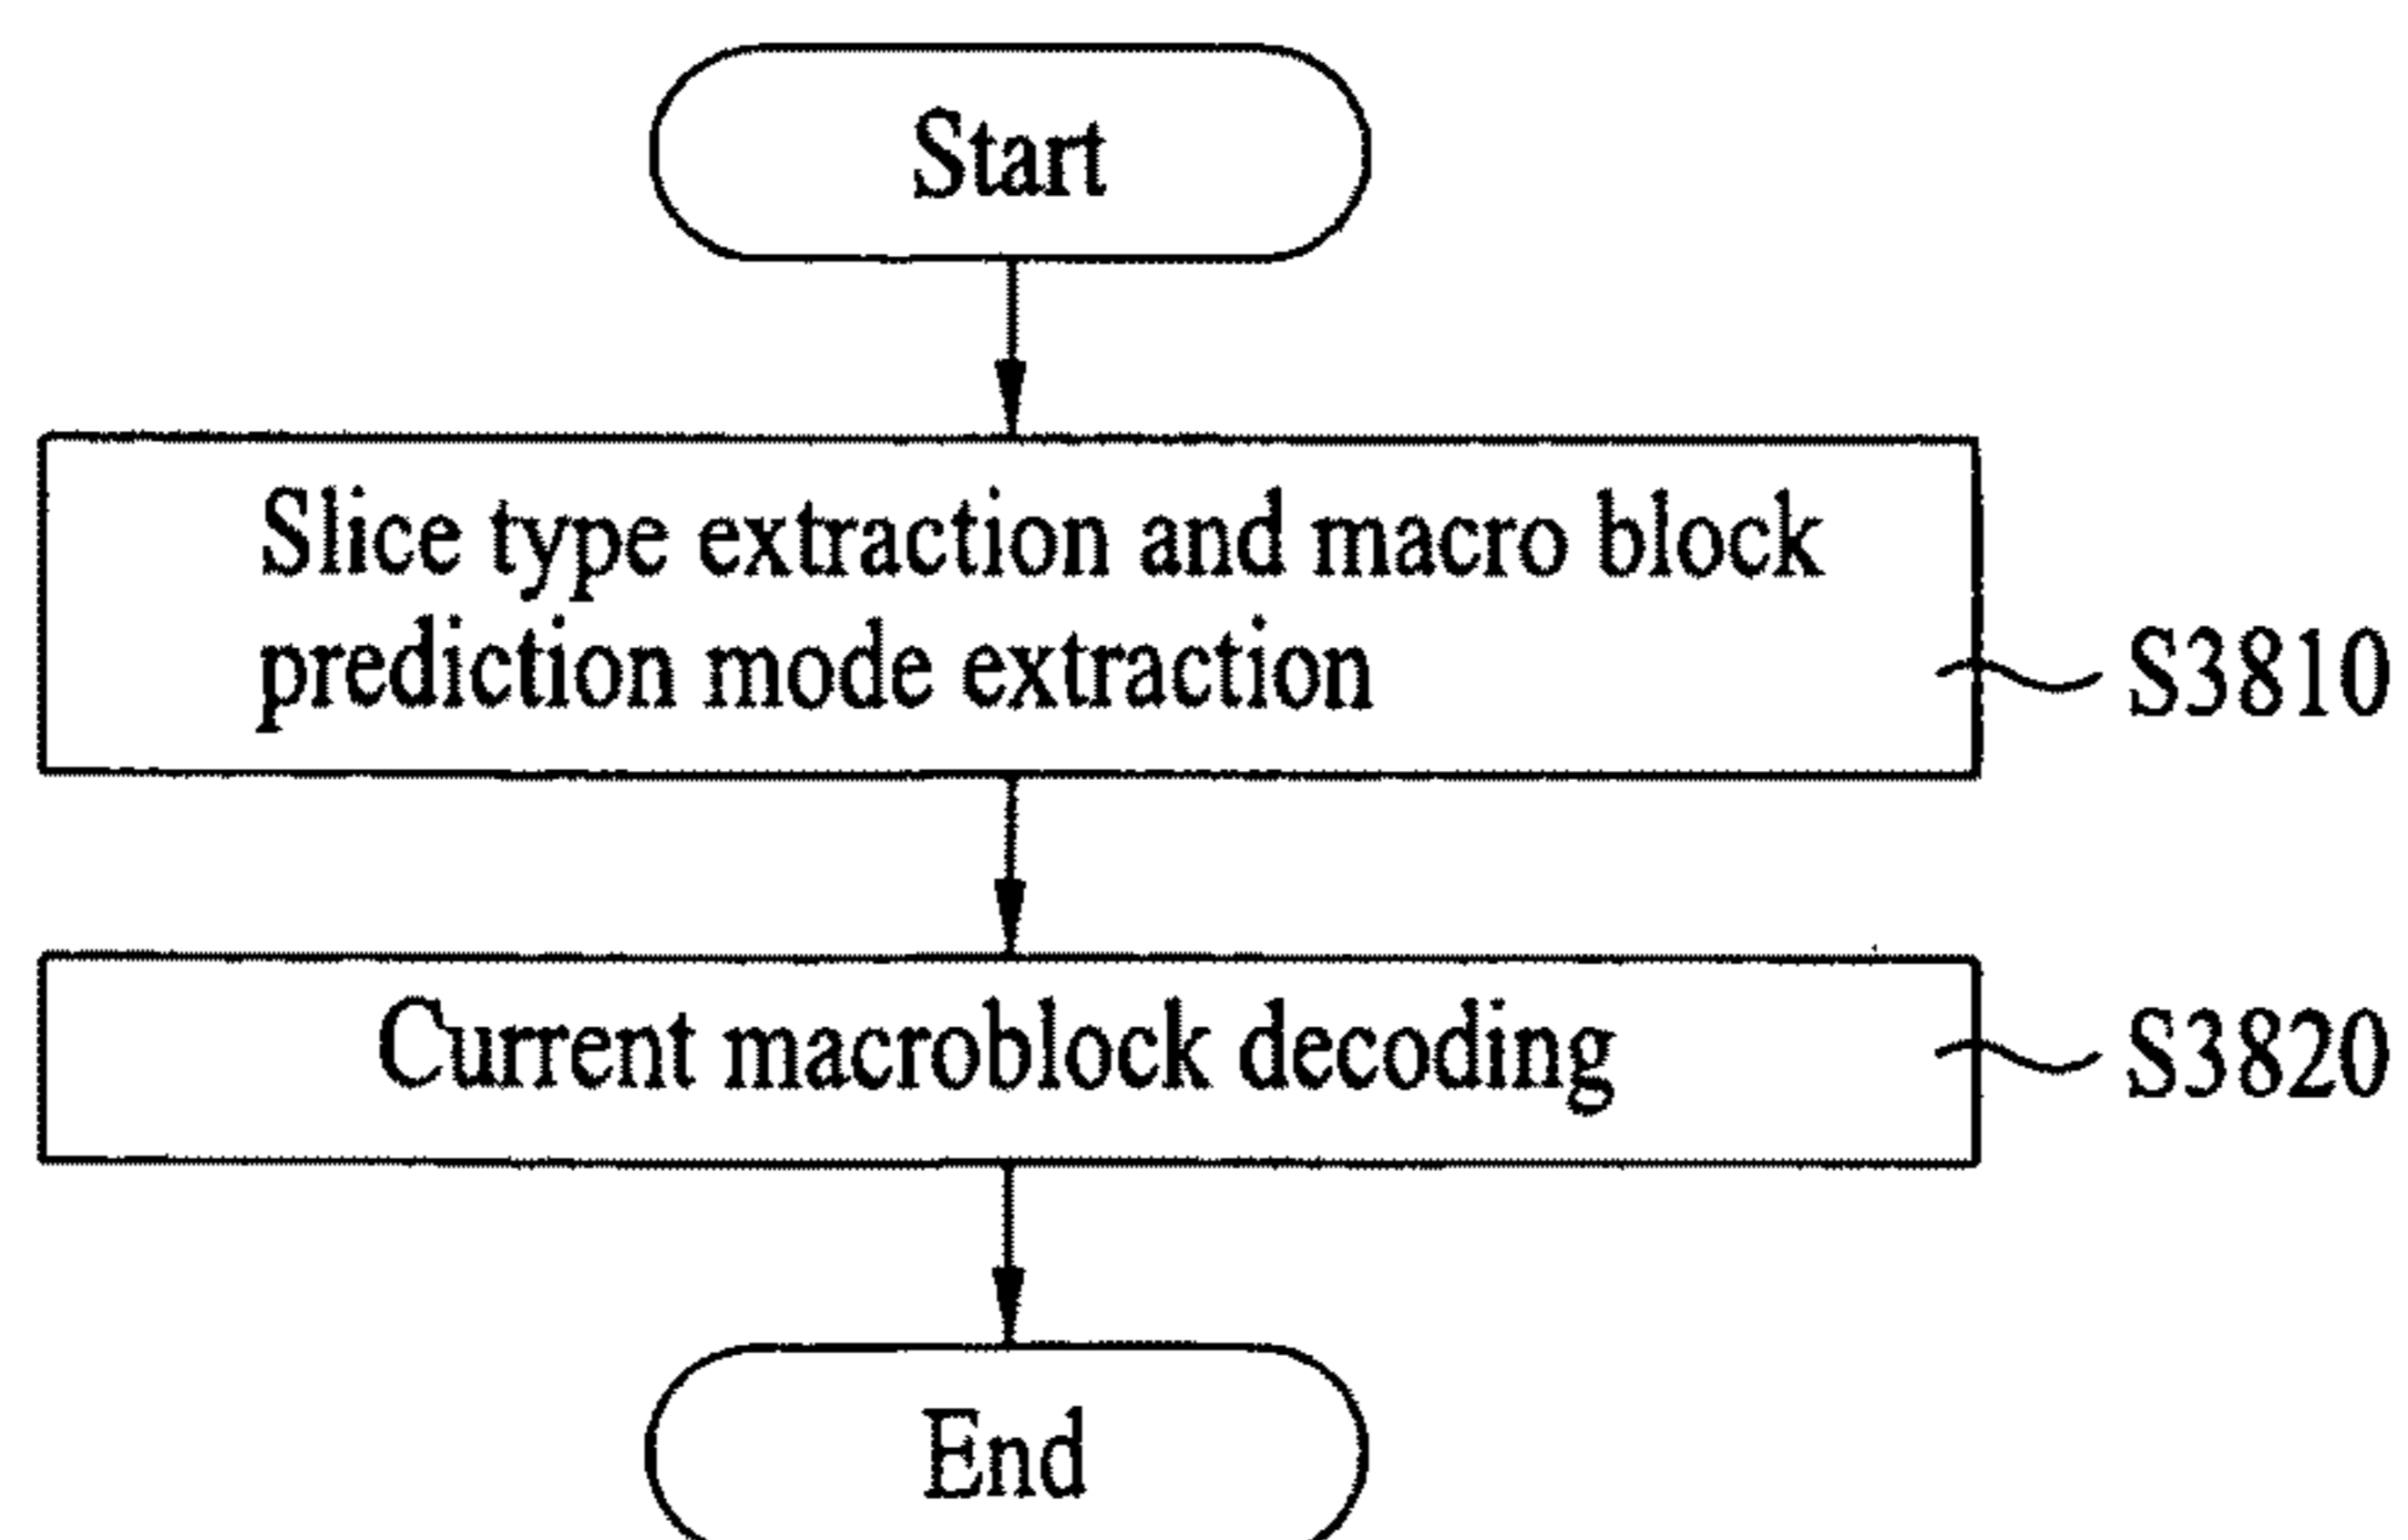 Start
Slice type extraction and macro block
prediction mode extraction
S3810
Current macroblock decoding
S3820
End